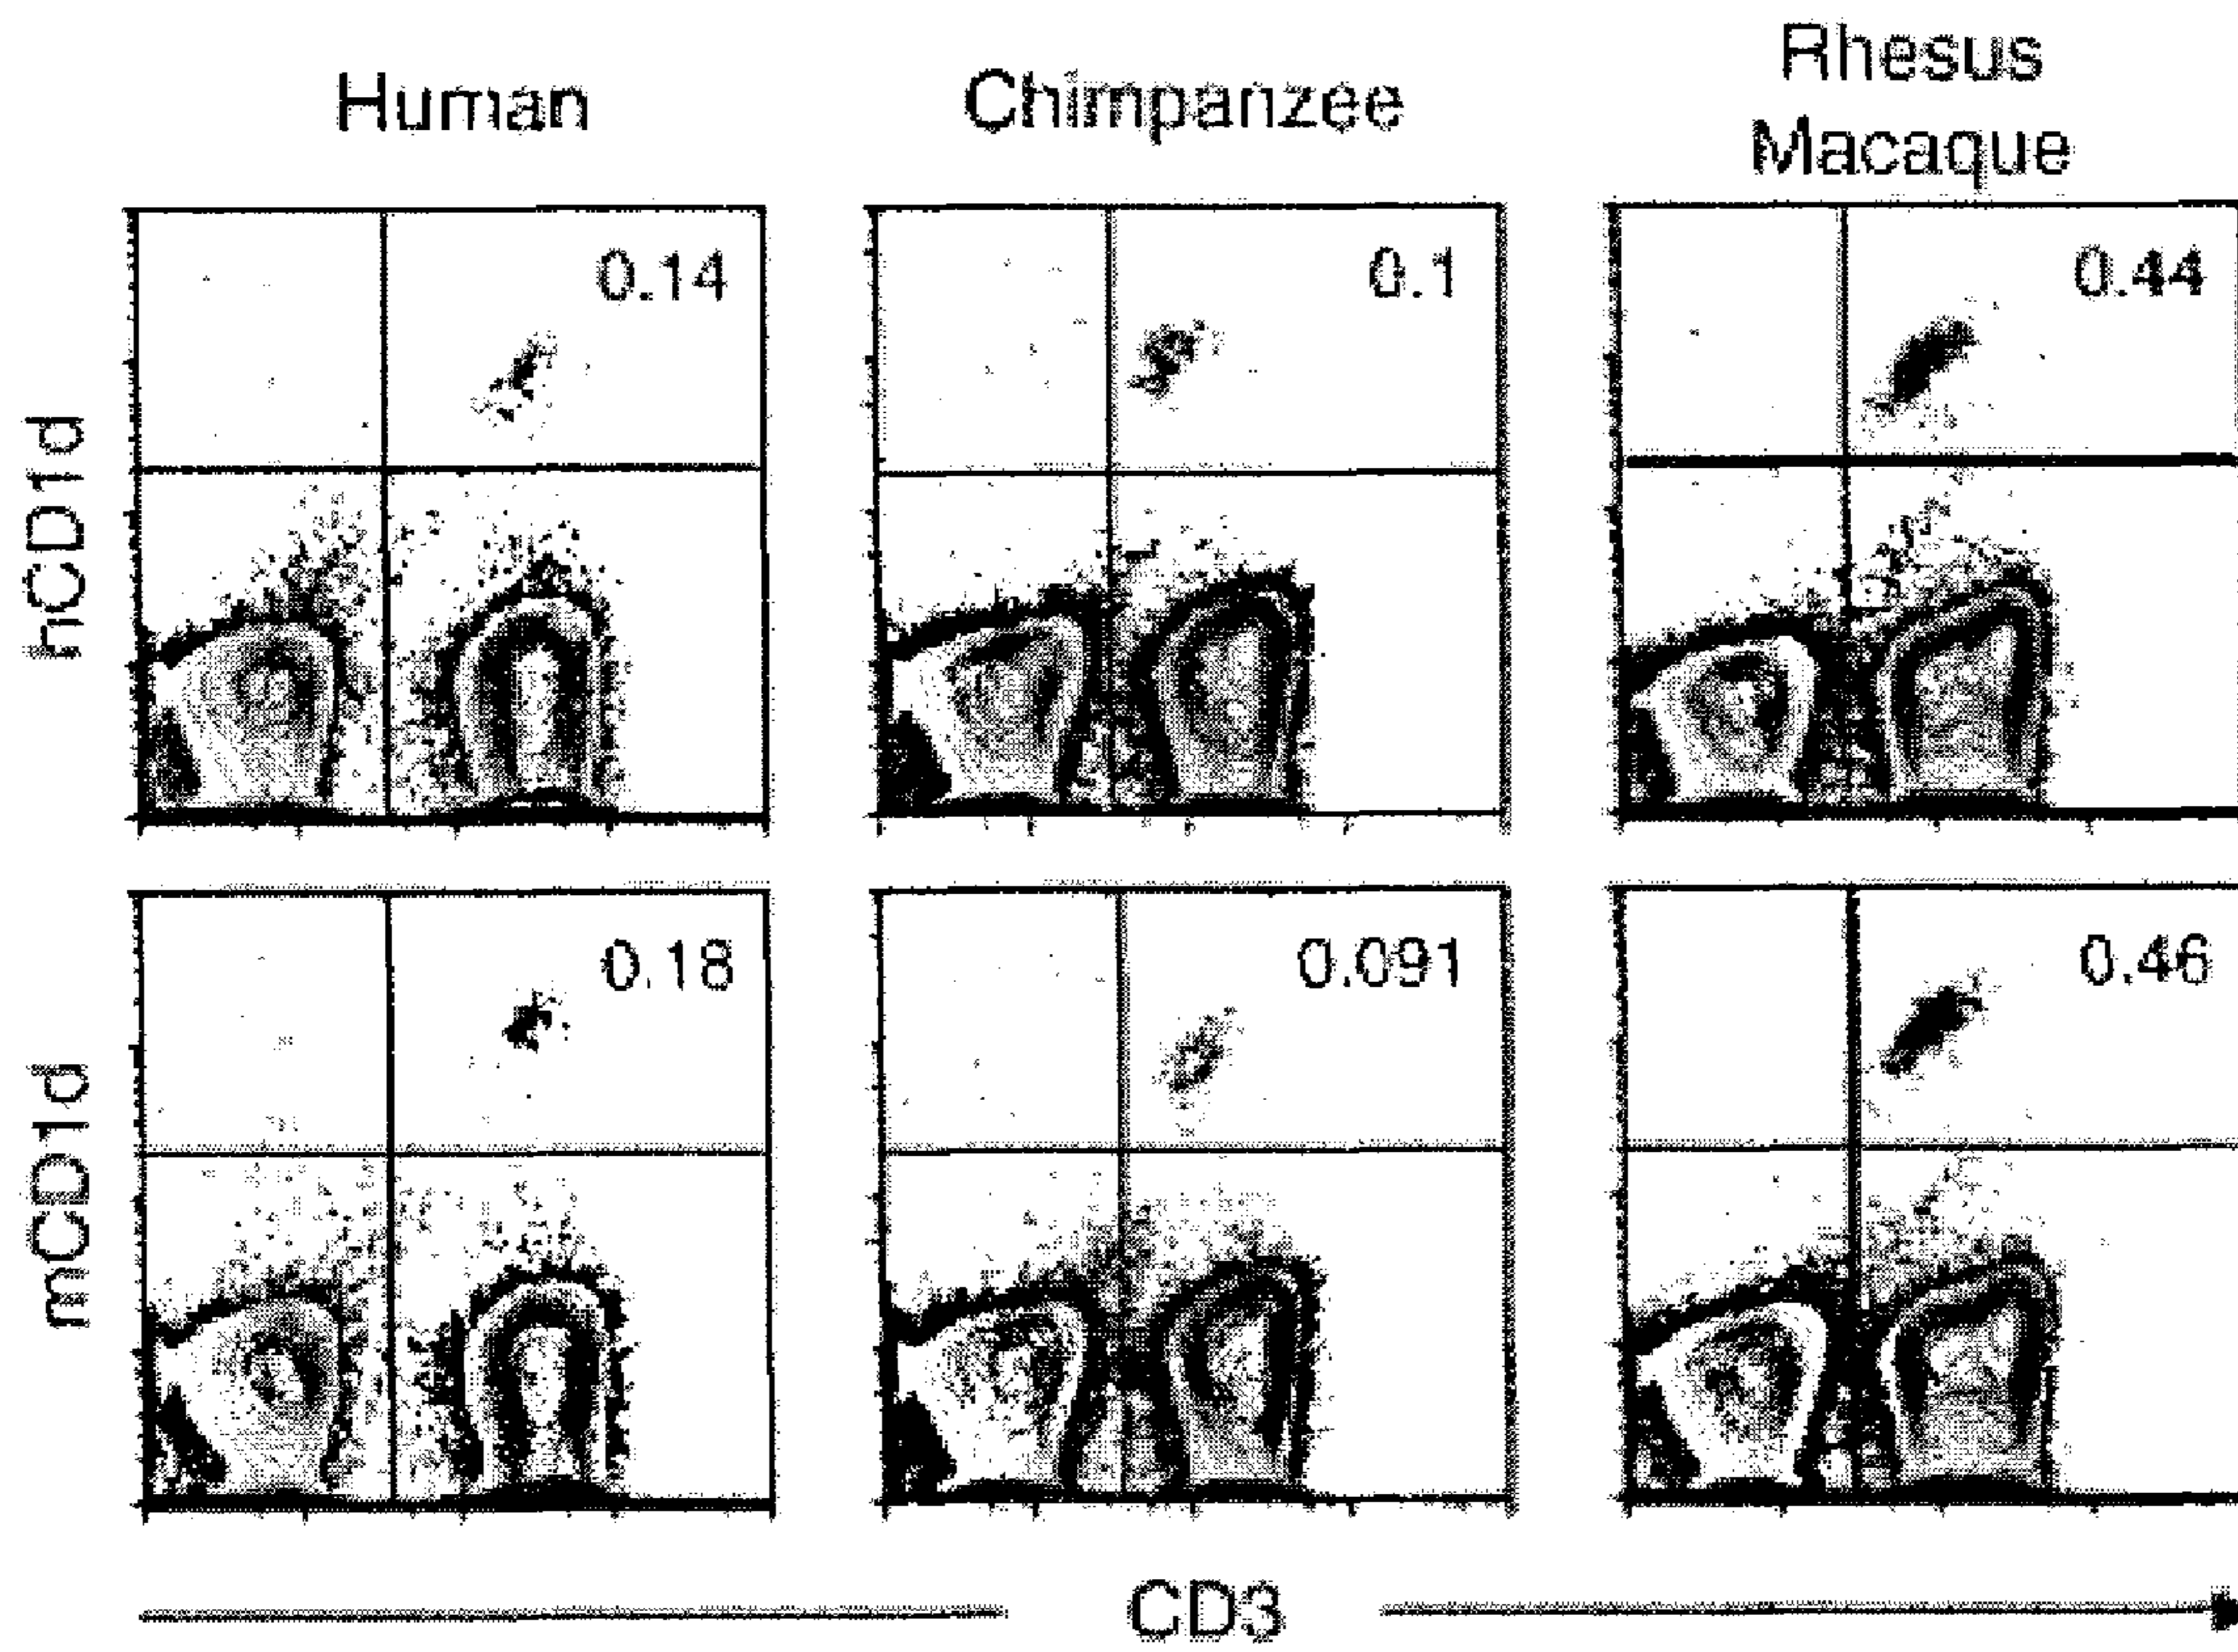 Human
Chimpanzee
Rhesus
Macaque
hCD1d
0.14
0.1
0.44
mCD1d
0.18
0.091
0.46
CD3